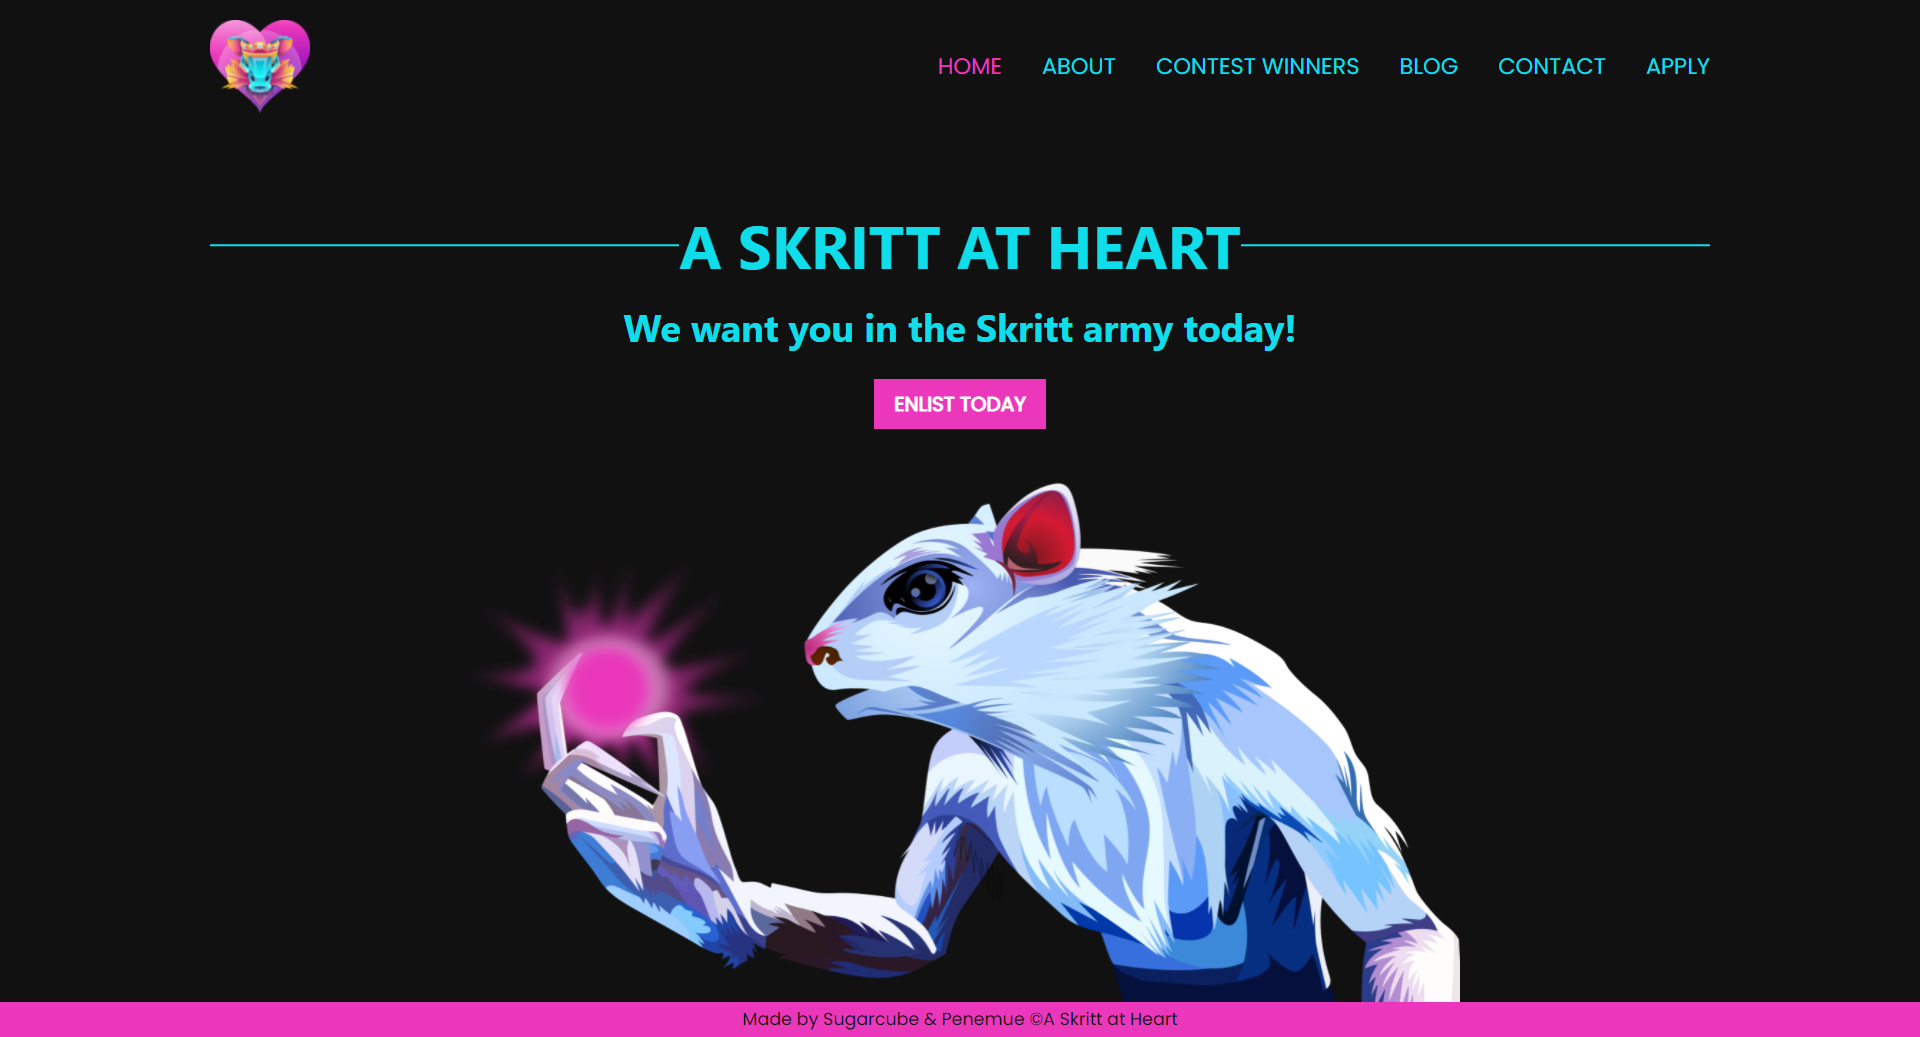 HOME ABOUT CONTEST WINNERS BLOG CONTACT APPLY
A SKRITT AT HEART
We want you in the Skritt army today!
ENLIST TODAY
Made by Sugarcube & Penemue ©A Skritt at Heart